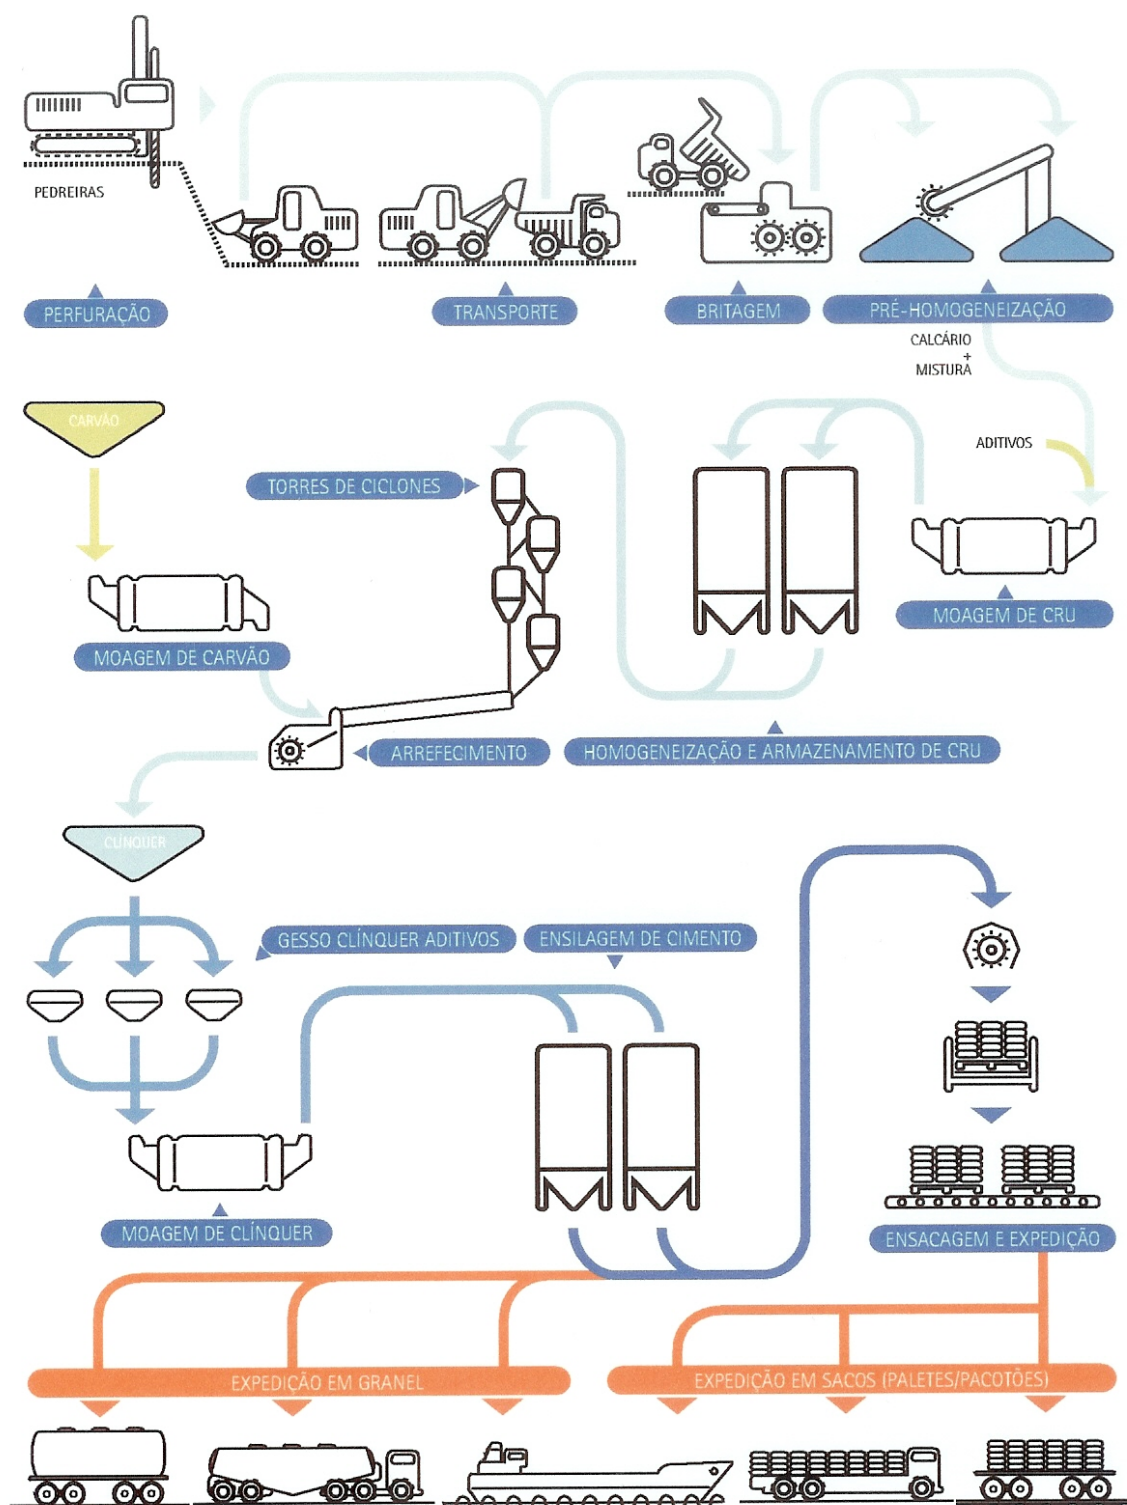 PEDREIRAS
PERFURAÇÃO
TRANSPORTE
BRITAGEM
PRÉ-HOMOGENEIZAÇÃO
CALCÁRIO
+
MISTURA
CARVÃO
ADITIVOS
TORRES DE CICLONES
MOAGEM DE CRU
MOAGEM DE CARVÃO
ARREFECIMENTO
HOMOGENEIZAÇÃO E ARMAZENAMENTO DE CRU
CLÍNQUER
GESSO CLÍNQUER ADITIVOS
ENSILAGEM DE CIMENTO
MOAGEM DE CLÍNQUER
ENSACAGEM E EXPEDIÇÃO
EXPEDIÇÃO EM GRANEL
EXPEDIÇÃO EM SACOS (PALETES/PACOTÕES)